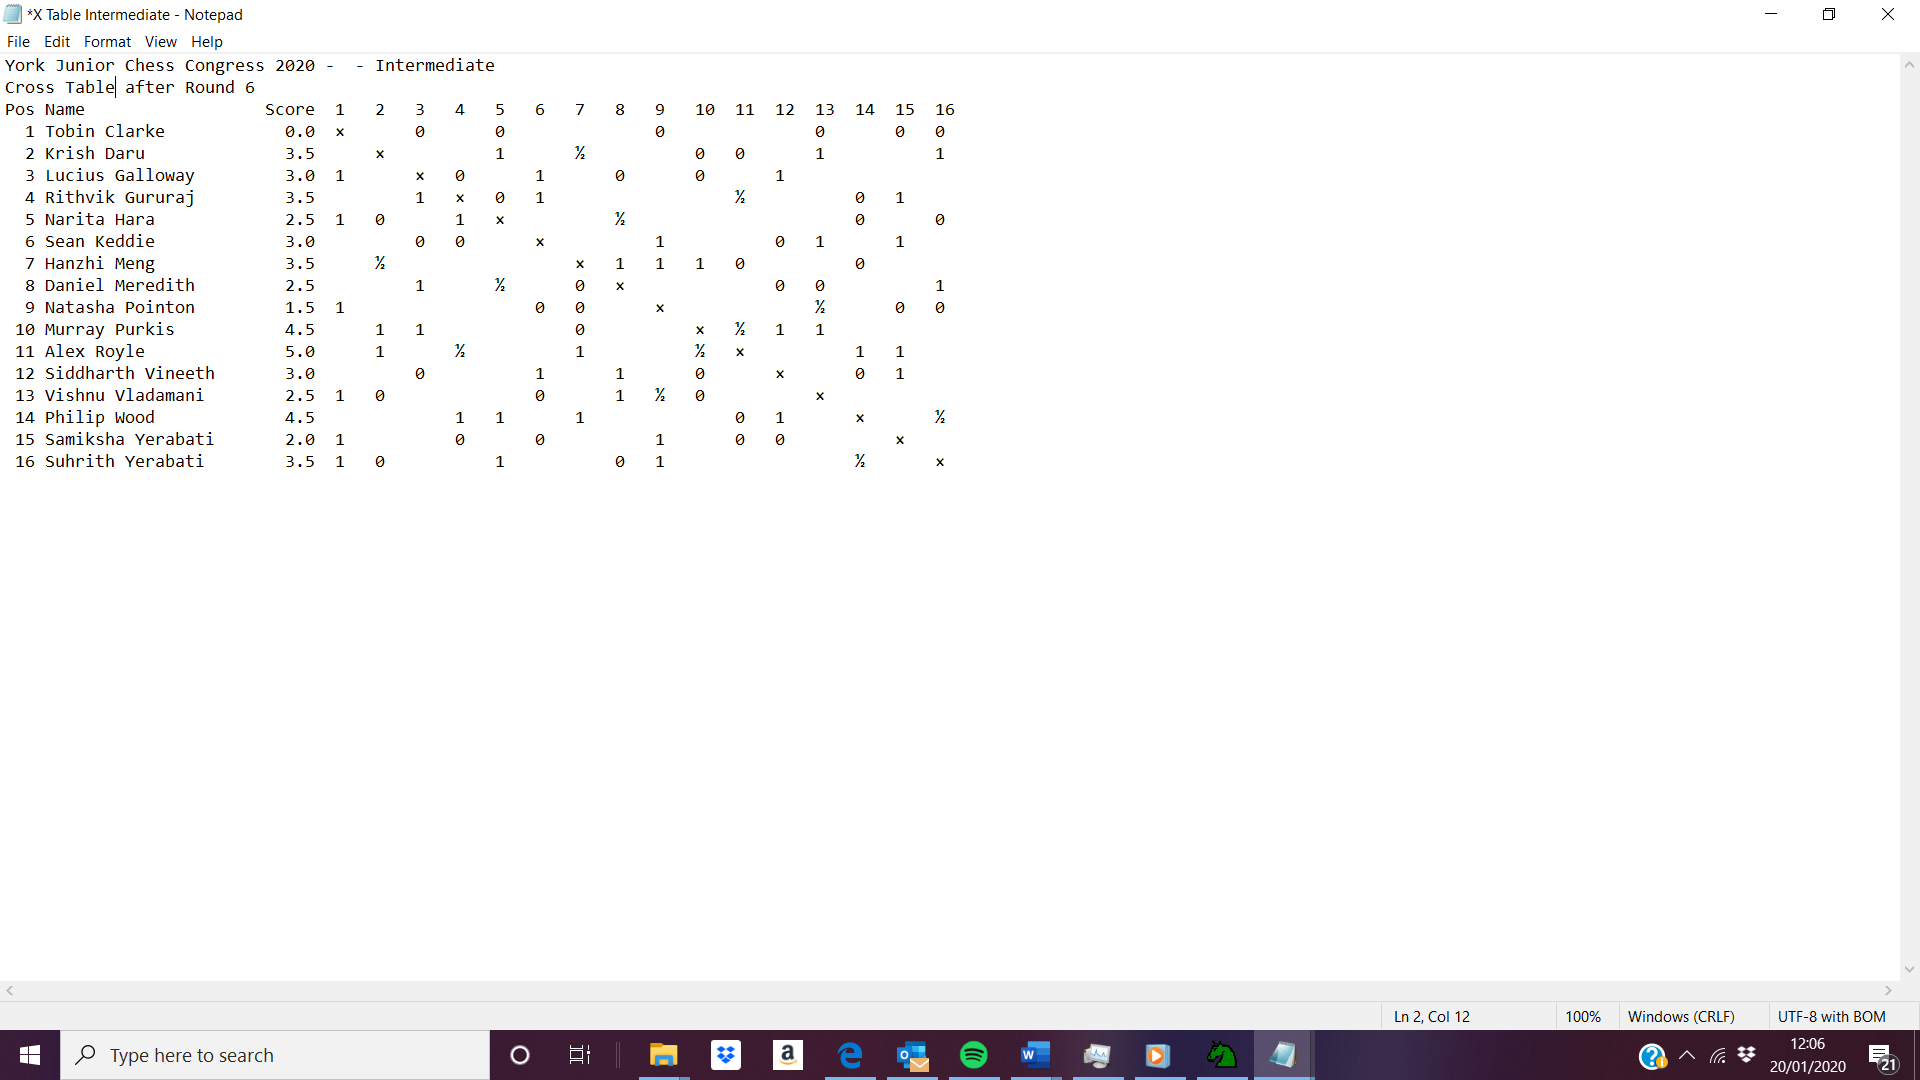 *X Table Intermediate - Notepad
File Edit Format View Help
York Junior Chess Congress 2020 -  - Intermediate
Cross Table after Round 6
Pos Name                  Score  1   2   3   4   5   6   7   8   9   10  11  12  13  14  15  16
  1 Tobin Clarke            0.0  x       0       0               0               0       0   0
  2 Krish Daru              3.5      x           1       ½           0   0       1           1
  3 Lucius Galloway         3.0  1       x   0       1       0       0       1
  4 Rithvik Gururaj         3.5          1   x   0   1                   ½           0   1
  5 Narita Hara             2.5  1   0       1   x           ½                       0       0
  6 Sean Keddie             3.0          0   0       x           1           0   1       1
  7 Hanzhi Meng             3.5      ½                   x   1   1   1   0           0
  8 Daniel Meredith         2.5          1       ½       0   x               0   0           1
  9 Natasha Pointon         1.5  1                   0   0       x               ½       0   0
 10 Murray Purkis           4.5      1   1               0           x   ½   1   1
 11 Alex Royle              5.0      1       ½           1           ½   x           1   1
 12 Siddharth Vineeth       3.0          0           1       1       0       x       0   1
 13 Vishnu Vladamani        2.5  1   0               0       1   ½   0           x
 14 Philip Wood             4.5              1   1       1               0   1       x       ½
 15 Samiksha Yerabati       2.0  1           0       0           1       0   0           x
 16 Suhrith Yerabati        3.5  1   0           1           0   1                   ½       x
Ln 2, Col 12 100% Windows (CRLF) UTF-8 with BOM
Type here to search
12:06
20/01/2020
21